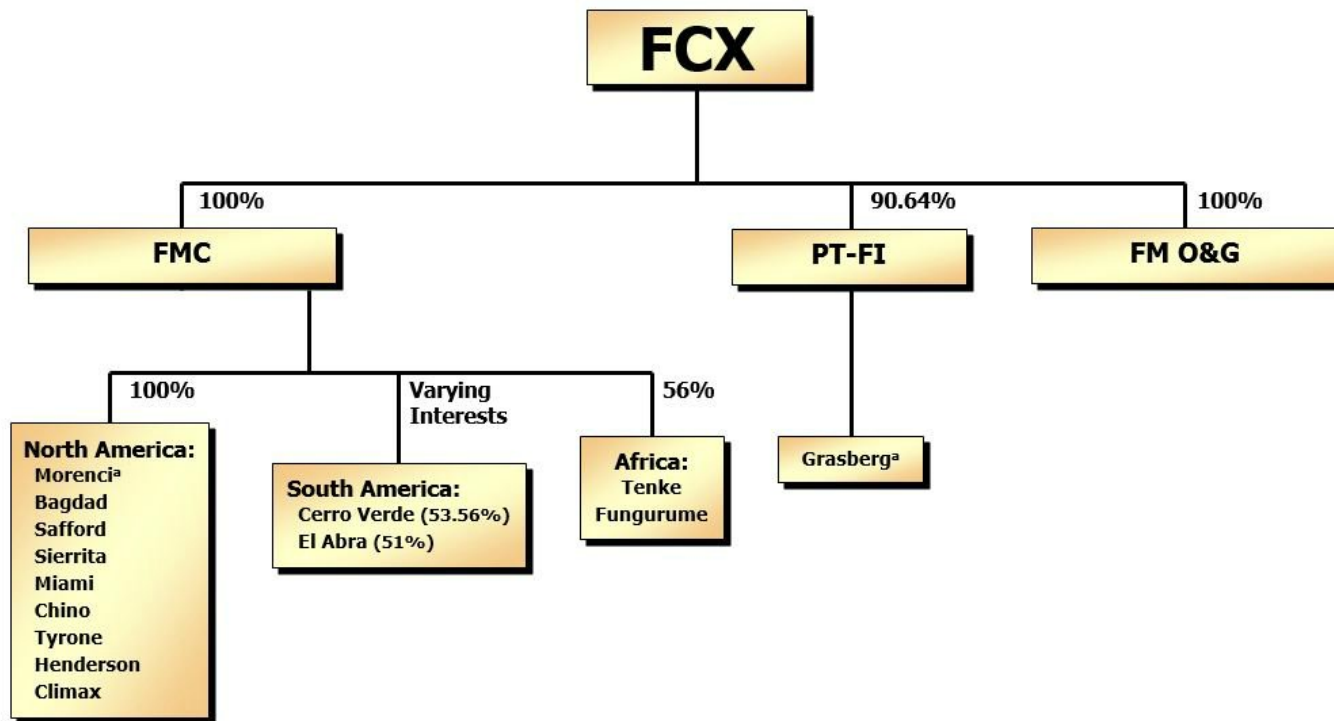 FCX
100%
90.64%
100%
FMC
PT-FI
FM O&G
100%
Varying
Interests
56%
North America:
Morenciᵃ
Bagdad
Safford
Sierrita
Miami
Chino
Tyrone
Henderson
Climax
South America:
Cerro Verde (53.56%)
El Abra (51%)
Africa:
Tenke
Fungurume
Grasbergᵃ